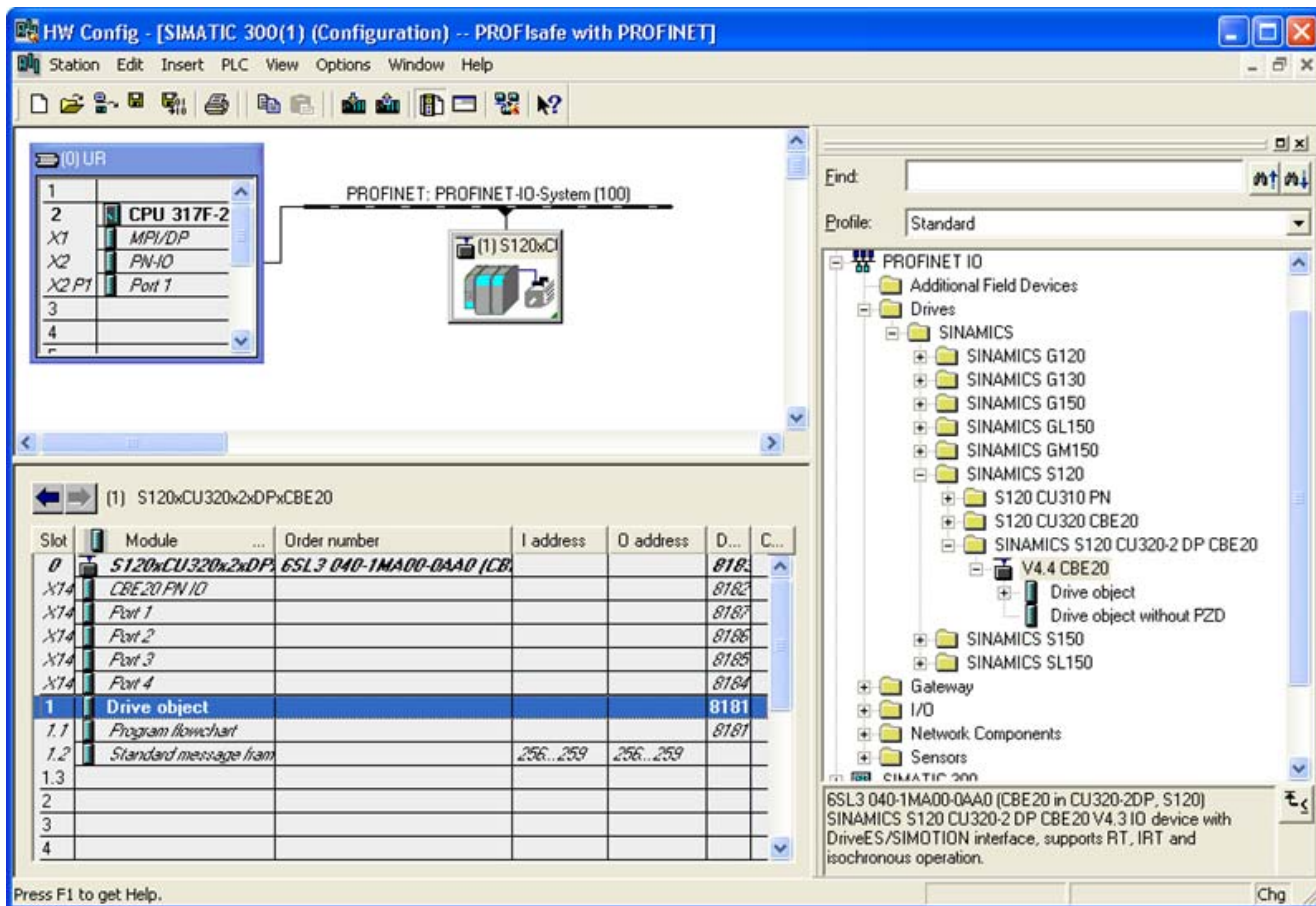 HW Config - [SIMATIC 300(1) (Configuration) -- PROFIsafe with PROFINET]
Station Edit Insert PLC View Options Window Help
(0) UR
1
2 CPU 317F-2
X1 MPI/DP
X2 PN-IO
X2 P1 Port 1
3
4
PROFINET: PROFINET-IO-System (100)
(1) S120xCU
(1) S120xCU320x2xDPxCBE20
Slot Module ... Order number I address O address D... C...
0 S120xCU320x2xDP 6SL3 040-1MA00-0AA0 (CB 818
X14 CBE20 PN IO 8182
X14 Port 1 8187
X14 Port 2 8186
X14 Port 3 8185
X14 Port 4 8184
1 Drive object 8181
1.1 Program flowchart 8181
1.2 Standard message fram 256...259 256...259
1.3
2
3
4
Find:
Profile: Standard
PROFINET IO
Additional Field Devices
Drives
SINAMICS
SINAMICS G120
SINAMICS G130
SINAMICS G150
SINAMICS GL150
SINAMICS GM150
SINAMICS S120
S120 CU310 PN
S120 CU320 CBE20
SINAMICS S120 CU320-2 DP CBE20
V4.4 CBE20
Drive object
Drive object without PZD
SINAMICS S150
SINAMICS SL150
Gateway
I/O
Network Components
Sensors
SIMATIC 300
6SL3 040-1MA00-0AA0 (CBE20 in CU320-2DP, S120)
SINAMICS S120 CU320-2 DP CBE20 V4.3 IO device with
DriveES/SIMOTION interface, supports RT, IRT and
isochronous operation.
Press F1 to get Help.
Chg